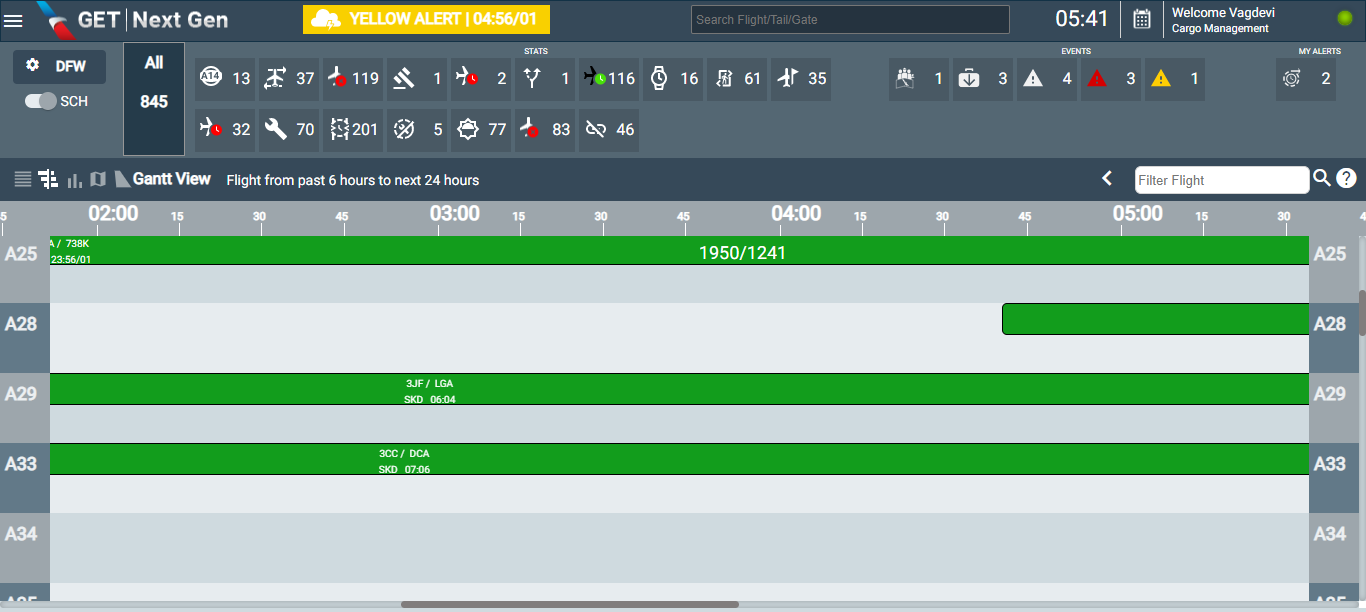 GET Next Gen
YELLOW ALERT | 04:56/01
Search Flight/Tail/Gate
05:41
Welcome Vagdevi
Cargo Management
DFW
SCH
All
845
STATS
A14 13 37 119 1 2 1 116 16 61 35
32 70 201 5 77 83 46
EVENTS
1 3 4 3 1
MY ALERTS
2
Gantt View
Flight from past 6 hours to next 24 hours
Filter Flight
?
02:00 15 30 45 03:00 15 30 45 04:00 15 30 45 05:00 15 30
A25 A / 738K 1950/1241 A25
23:56/01
A28 A28
A29 3JF / LGA A29
SKD 06:04
A33 3CC / DCA A33
SKD 07:06
A34 A34